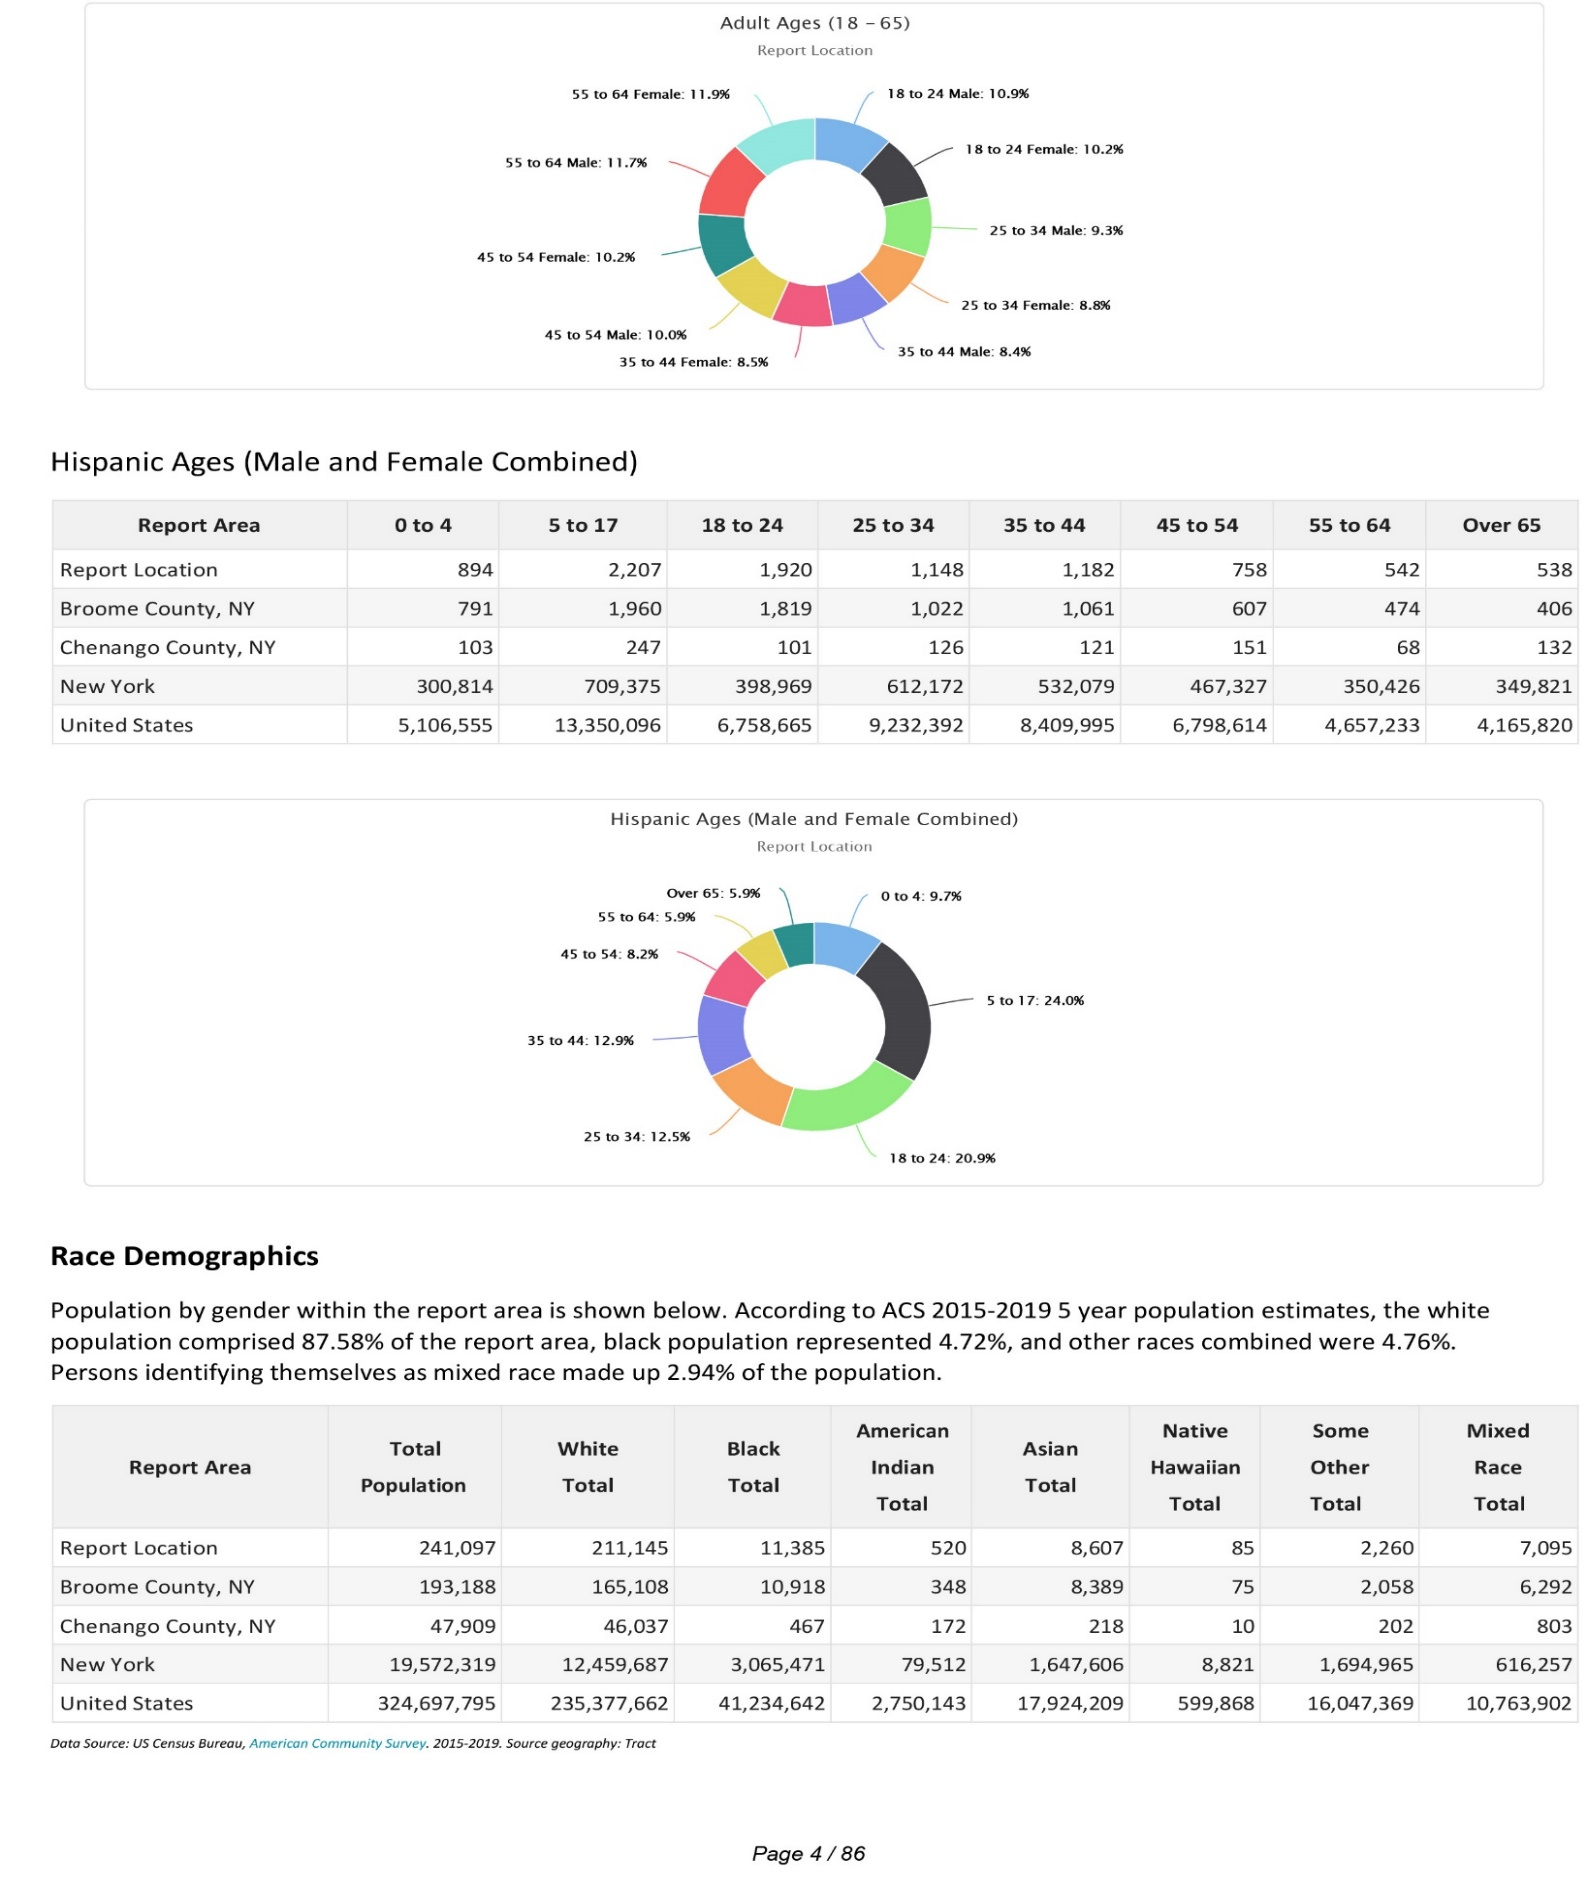 Adult Ages (18 – 65)
Report Location
55 to 64 Female: 11.9%
18 to 24 Male: 10.9%
18 to 24 Female: 10.2%
55 to 64 Male: 11.7%
25 to 34 Male: 9.3%
45 to 54 Female: 10.2%
25 to 34 Female: 8.8%
45 to 54 Male: 10.0%
35 to 44 Male: 8.4%
35 to 44 Female: 8.5%
Hispanic Ages (Male and Female Combined)
Report Area 0 to 4 5 to 17 18 to 24 25 to 34 35 to 44 45 to 54 55 to 64 Over 65
Report Location 894 2,207 1,920 1,148 1,182 758 542 538
Broome County, NY 791 1,960 1,819 1,022 1,061 607 474 406
Chenango County, NY 103 247 101 126 121 151 68 132
New York 300,814 709,375 398,969 612,172 532,079 467,327 350,426 349,821
United States 5,106,555 13,350,096 6,758,665 9,232,392 8,409,995 6,798,614 4,657,233 4,165,820
Hispanic Ages (Male and Female Combined)
Report Location
Over 65: 5.9%
0 to 4: 9.7%
55 to 64: 5.9%
45 to 54: 8.2%
5 to 17: 24.0%
35 to 44: 12.9%
25 to 34: 12.5%
18 to 24: 20.9%
Race Demographics
Population by gender within the report area is shown below. According to ACS 2015-2019 5 year population estimates, the white
population comprised 87.58% of the report area, black population represented 4.72%, and other races combined were 4.76%.
Persons identifying themselves as mixed race made up 2.94% of the population.
Report Area Total Population White Total Black Total American Indian Total Asian Total Native Hawaiian Total Some Other Total Mixed Race Total
Report Location 241,097 211,145 11,385 520 8,607 85 2,260 7,095
Broome County, NY 193,188 165,108 10,918 348 8,389 75 2,058 6,292
Chenango County, NY 47,909 46,037 467 172 218 10 202 803
New York 19,572,319 12,459,687 3,065,471 79,512 1,647,606 8,821 1,694,965 616,257
United States 324,697,795 235,377,662 41,234,642 2,750,143 17,924,209 599,868 16,047,369 10,763,902
Data Source: US Census Bureau, American Community Survey. 2015-2019. Source geography: Tract
Page 4 / 86